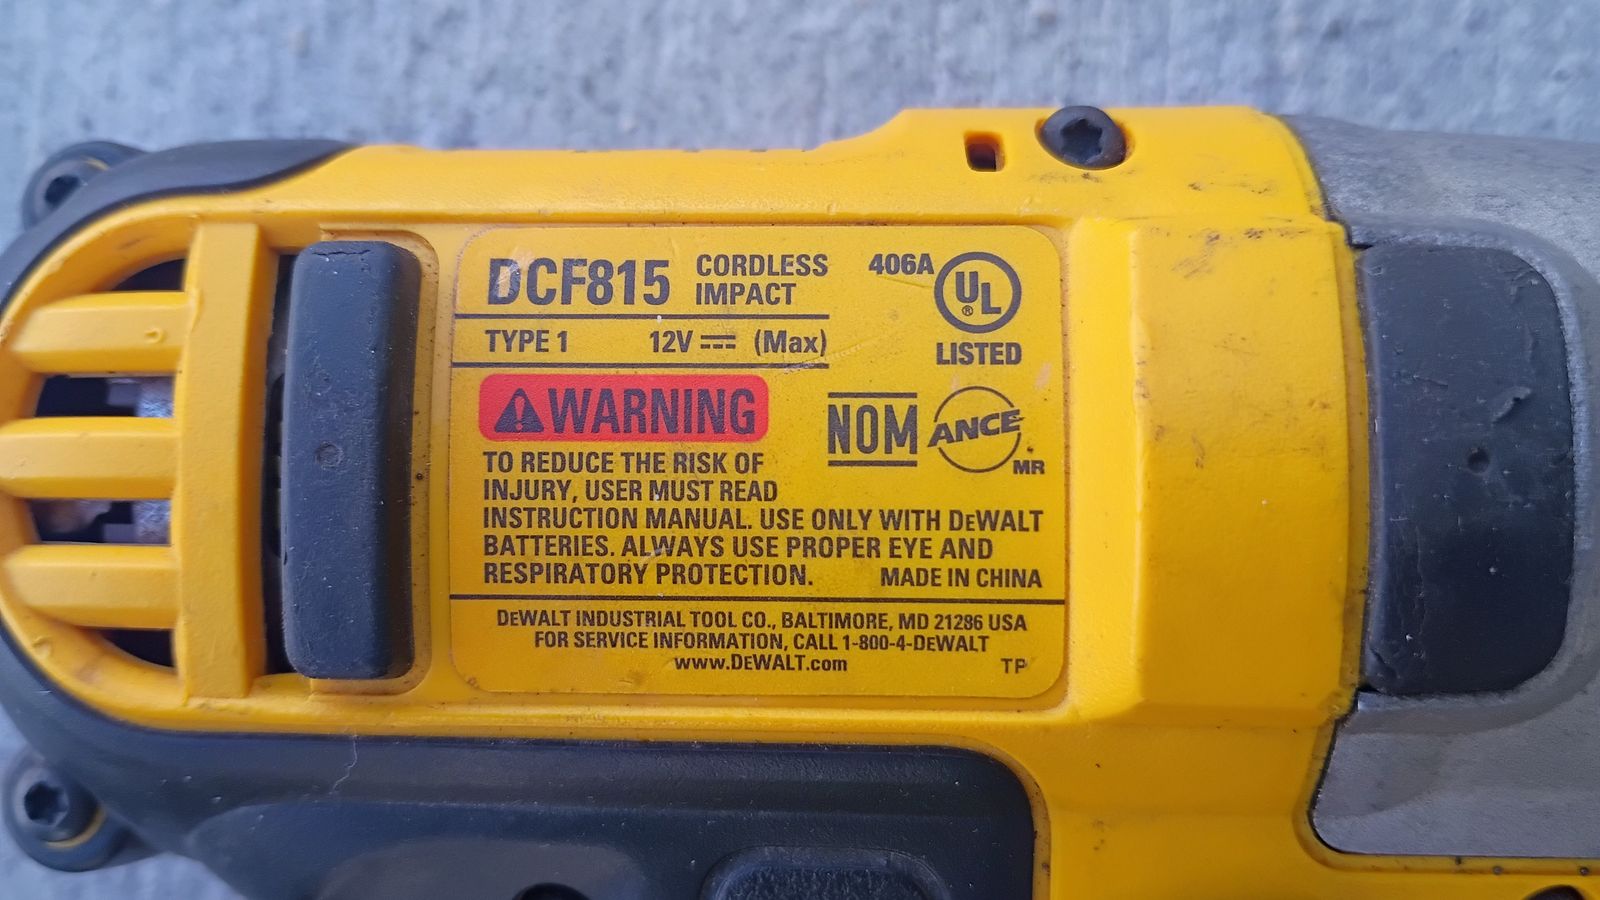 DCF815 CORDLESS IMPACT
406A UL ® LISTED
TYPE 1 12V (Max)
WARNING
NOM ANCE MR
TO REDUCE THE RISK OF
INJURY, USER MUST READ
INSTRUCTION MANUAL. USE ONLY WITH DEWALT
BATTERIES. ALWAYS USE PROPER EYE AND
RESPIRATORY PROTECTION. MADE IN CHINA
DEWALT INDUSTRIAL TOOL CO., BALTIMORE, MD 21286 USA
FOR SERVICE INFORMATION, CALL 1-800-4-DEWALT
www.DEWALT.com
TP